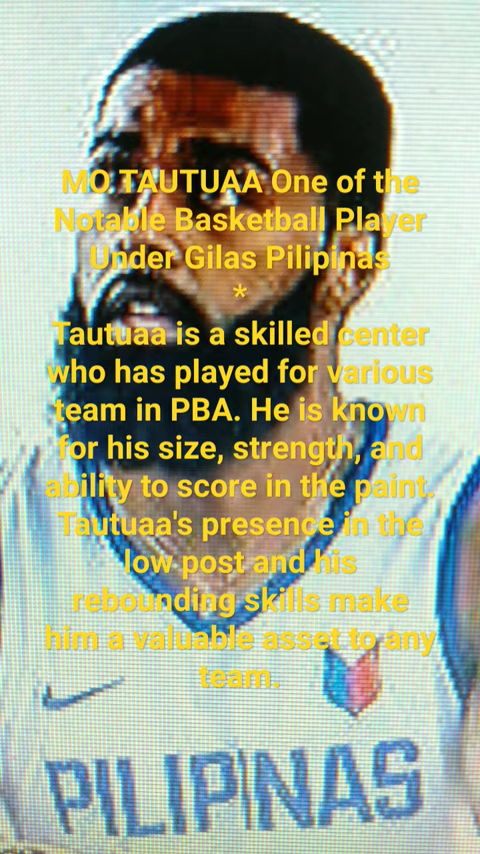 MO.TAUTUAA One of the
Notable Basketball Player
Under Gilas Pilipinas
*
Tautuaa is a skilled center
who has played for various
team in PBA. He is known
for his size, strength, and
ability to score in the paint.
Tautuaa's presence in the
low post and his
rebounding skills make
him a valuable asset to any
team.
PILIPINAS